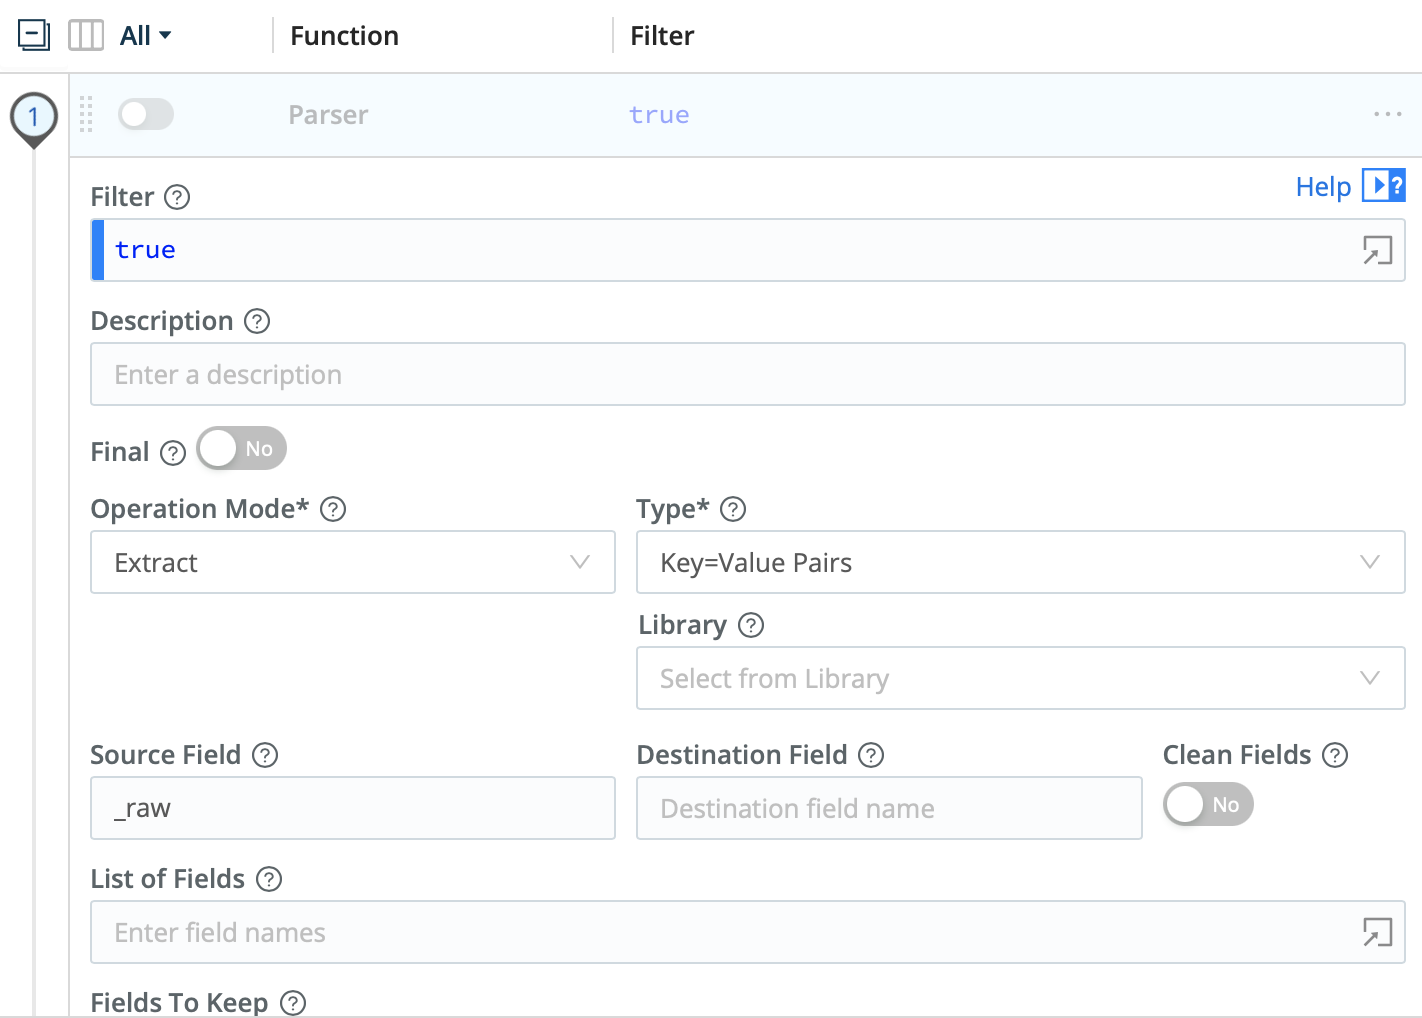 All Function Filter
1 Parser true ...
Help ?
Filter ?
true
Description ?
Enter a description
Final ? No
Operation Mode* ? Type* ?
Extract Key=Value Pairs
Library ?
Select from Library
Source Field ? Destination Field ? Clean Fields ?
_raw Destination field name No
List of Fields ?
Enter field names
Fields To Keep ?